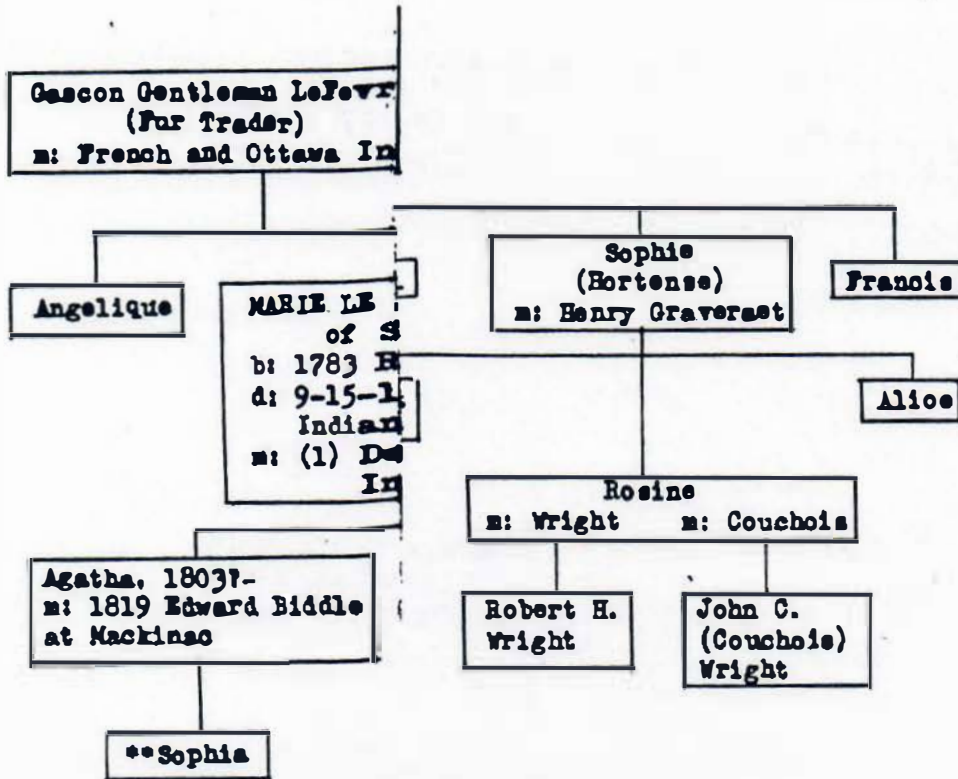 Gascon Gentleman LeFevr
(Fur Trader)
m: French and Ottawa In
Angelique
MARIE LE
of S
b: 1783
d: 9-15-1
Indian
m: (1) De
In
Sophie
(Hortense)
m: Henry Graveraet
Francis
Alice
Rosine
m: Wright m: Couchois
Agatha, 1803?-
m: 1819 Edward Biddle
at Mackinac
Robert H.
Wright
John C.
(Couchois)
Wright
**Sophia